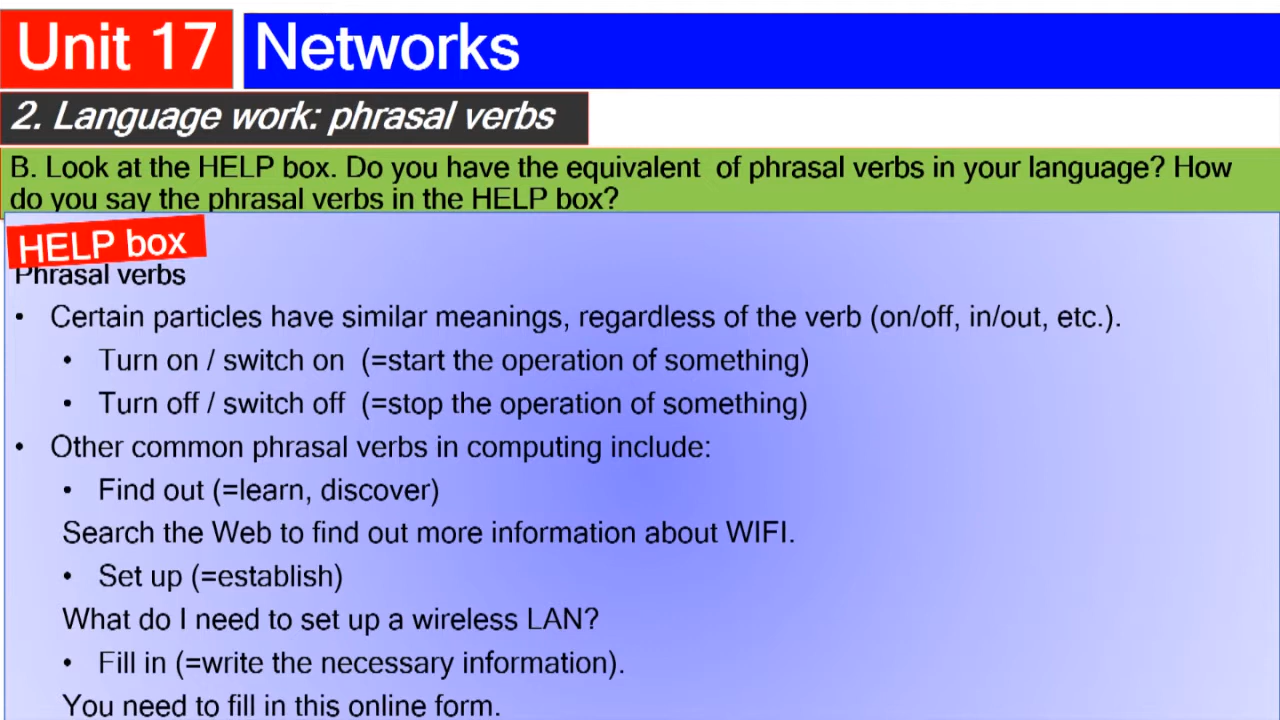 Unit 17 Networks
2. Language work: phrasal verbs
B. Look at the HELP box. Do you have the equivalent of phrasal verbs in your language? How
do you say the phrasal verbs in the HELP box?
HELP box
Phrasal verbs
• Certain particles have similar meanings, regardless of the verb (on/off, in/out, etc.).
• Turn on / switch on (=start the operation of something)
• Turn off / switch off (=stop the operation of something)
• Other common phrasal verbs in computing include:
• Find out (=learn, discover)
Search the Web to find out more information about WIFI.
• Set up (=establish)
What do I need to set up a wireless LAN?
• Fill in (=write the necessary information).
You need to fill in this online form.